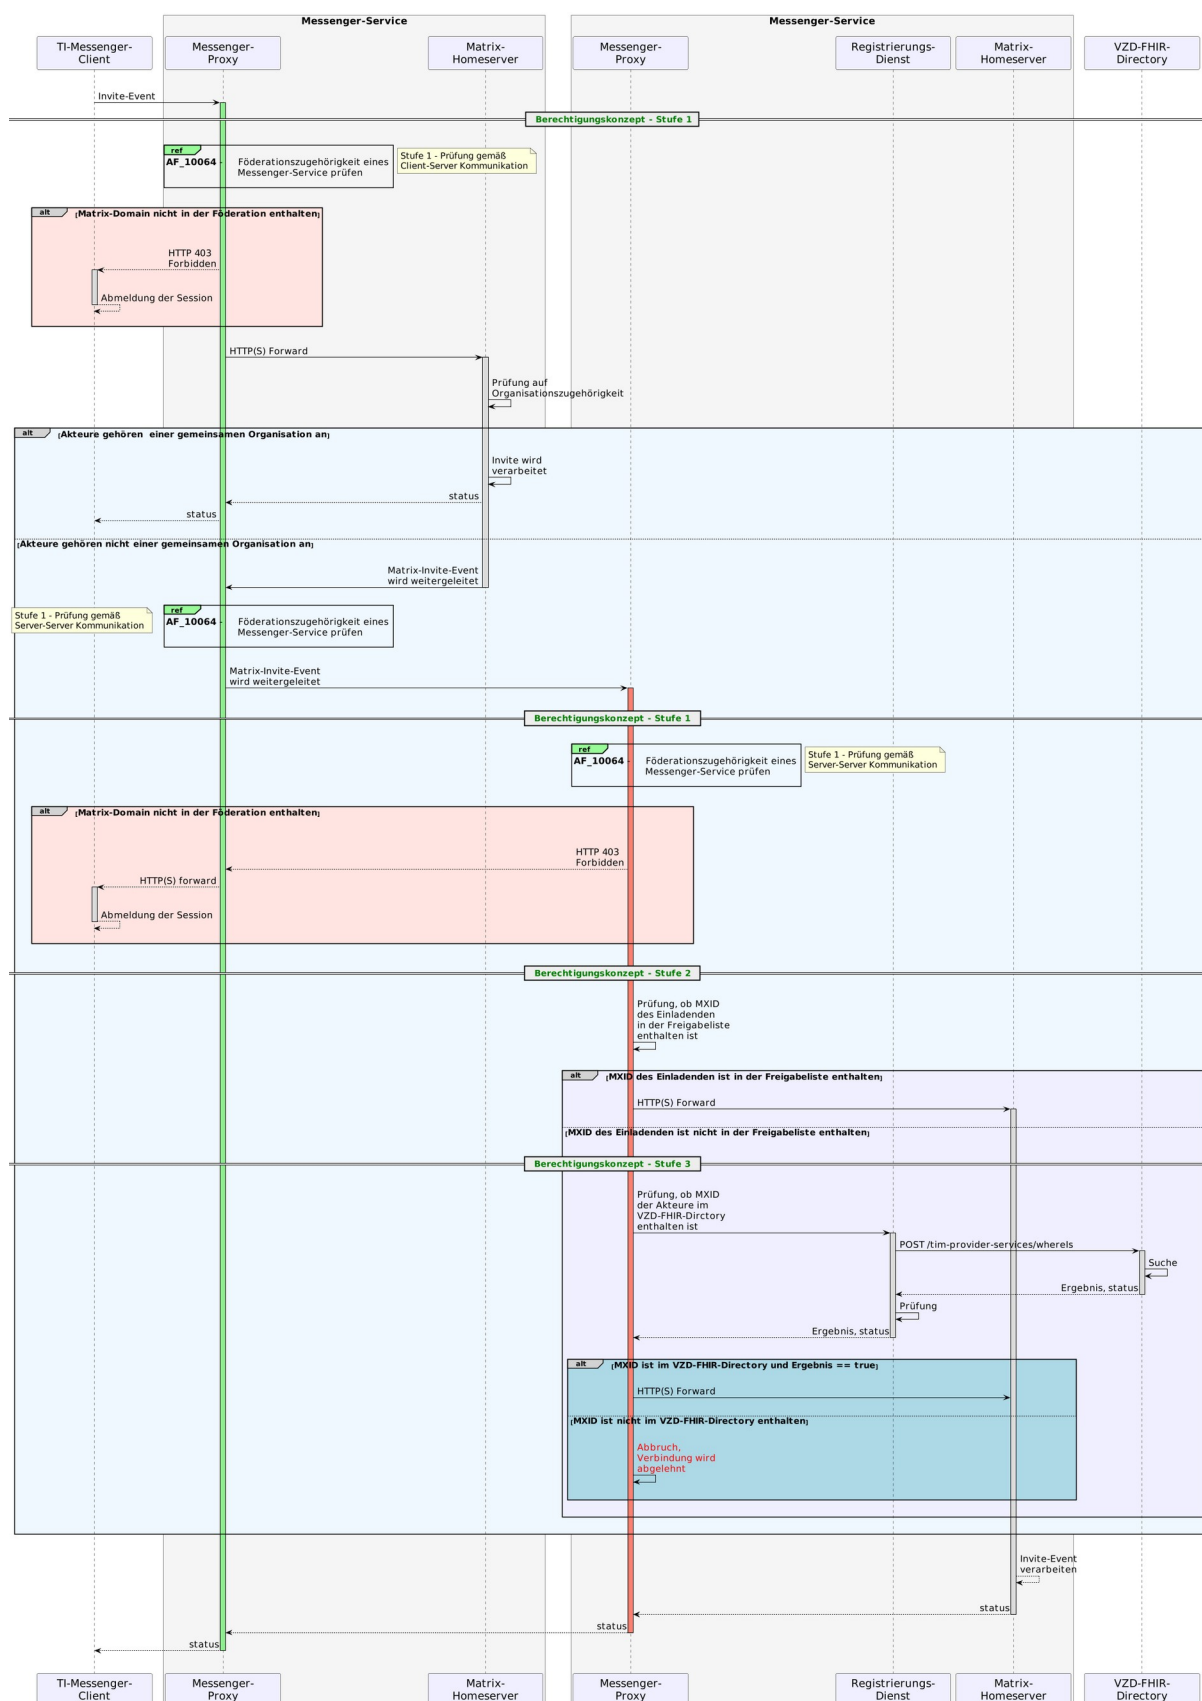 Messenger-Service
Messenger-Service
TI-Messenger-
Client
Messenger-
Proxy
Matrix-
Homeserver
Messenger-
Proxy
Registrierungs-
Dienst
Matrix-
Homeserver
VZD-FHIR-
Directory
Invite-Event
Berechtigungskonzept - Stufe 1
ref
AF_10064 - Föderationszugehörigkeit eines
Messenger-Service prüfen
Stufe 1 - Prüfung gemäß
Client-Server Kommunikation
alt [Matrix-Domain nicht in der Föderation enthalten]
HTTP 403
Forbidden
Abmeldung der Session
HTTP(S) Forward
Prüfung auf
Organisationszugehörigkeit
alt [Akteure gehören einer gemeinsamen Organisation an]
Invite wird
verarbeitet
status
status
[Akteure gehören nicht einer gemeinsamen Organisation an]
Matrix-Invite-Event
wird weitergeleitet
Stufe 1 - Prüfung gemäß
Server-Server Kommunikation
ref
AF_10064 - Föderationszugehörigkeit eines
Messenger-Service prüfen
Matrix-Invite-Event
wird weitergeleitet
Berechtigungskonzept - Stufe 1
ref
AF_10064 - Föderationszugehörigkeit eines
Messenger-Service prüfen
Stufe 1 - Prüfung gemäß
Server-Server Kommunikation
alt [Matrix-Domain nicht in der Föderation enthalten]
HTTP 403
Forbidden
HTTP(S) forward
Abmeldung der Session
Berechtigungskonzept - Stufe 2
Prüfung, ob MXID
des Einladenden
in der Freigabeliste
enthalten ist
alt [MXID des Einladenden ist in der Freigabeliste enthalten]
HTTP(S) Forward
[MXID des Einladenden ist nicht in der Freigabeliste enthalten]
Berechtigungskonzept - Stufe 3
Prüfung, ob MXID
der Akteure im
VZD-FHIR-Dirctory
enthalten ist
POST /tim-provider-services/whereIs
Suche
Ergebnis, status
Prüfung
Ergebnis, status
alt [MXID ist im VZD-FHIR-Directory und Ergebnis == true]
HTTP(S) Forward
[MXID ist nicht im VZD-FHIR-Directory enthalten]
Abbruch,
Verbindung wird
abgelehnt
Invite-Event
verarbeiten
status
status
status
TI-Messenger-
Client
Messenger-
Proxy
Matrix-
Homeserver
Messenger-
Proxy
Registrierungs-
Dienst
Matrix-
Homeserver
VZD-FHIR-
Directory